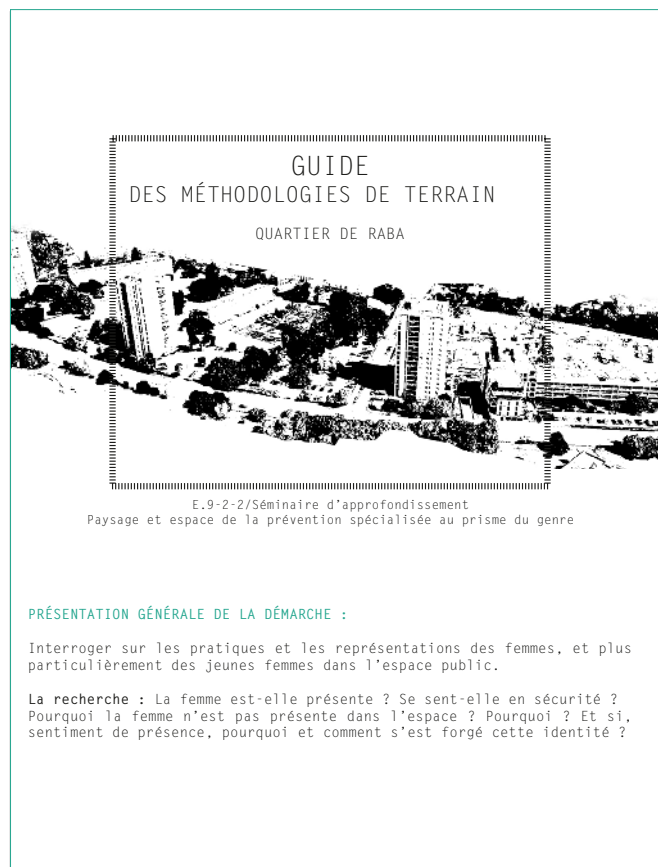 GUIDE
DES MÉTHODOLOGIES DE TERRAIN
QUARTIER DE RABA
E.9-2-2/Séminaire d'approfondissement
Paysage et espace de la prévention spécialisée au prisme du genre
PRÉSENTATION GÉNÉRALE DE LA DÉMARCHE :
Interroger sur les pratiques et les représentations des femmes, et plus
particulièrement des jeunes femmes dans l'espace public.
La recherche : La femme est-elle présente ? Se sent-elle en sécurité ?
Pourquoi la femme n'est pas présente dans l'espace ? Pourquoi ? Et si,
sentiment de présence, pourquoi et comment s'est forgé cette identité ?